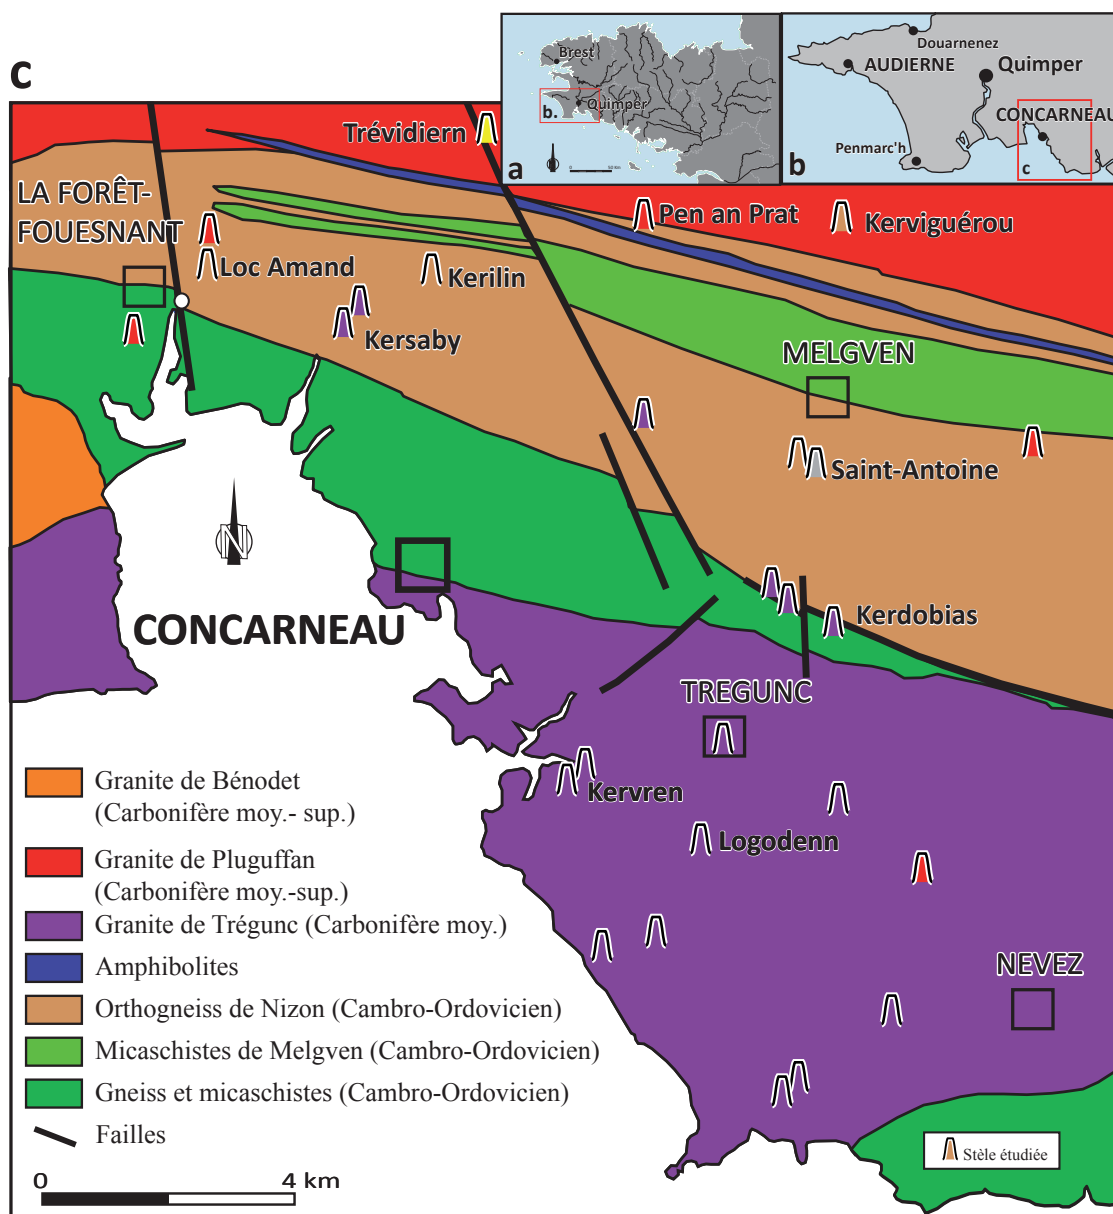 c
Brest
Quimper
b.
a
50 km
Douarnenez
AUDIERNE
Quimper
CONCARNEAU
Penmarc'h
b
c
Trévidiern
LA FORÊT-
FOUESNANT
Pen an Prat
Kerviguérou
Loc Amand
Kerilin
Kersaby
MELGVEN
Saint-Antoine
N
CONCARNEAU
Kerdobias
TREGUNC
Kervren
Logodenn
NEVEZ
Granite de Bénodet
(Carbonifère moy.- sup.)
Granite de Pluguffan
(Carbonifère moy.-sup.)
Granite de Trégunc (Carbonifère moy.)
Amphibolites
Orthogneiss de Nizon (Cambro-Ordovicien)
Micaschistes de Melgven (Cambro-Ordovicien)
Gneiss et micaschistes (Cambro-Ordovicien)
Failles
Stèle étudiée
0 4 km